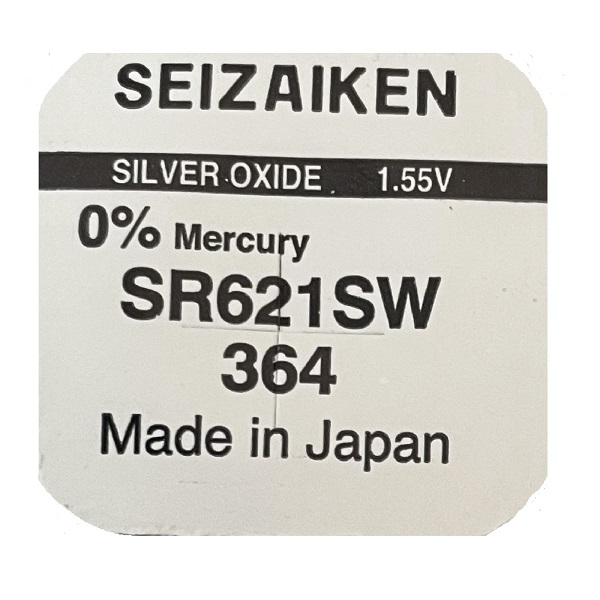 SEIZAIKEN
SILVER OXIDE 1.55V
0% Mercury
SR621SW
364
Made in Japan